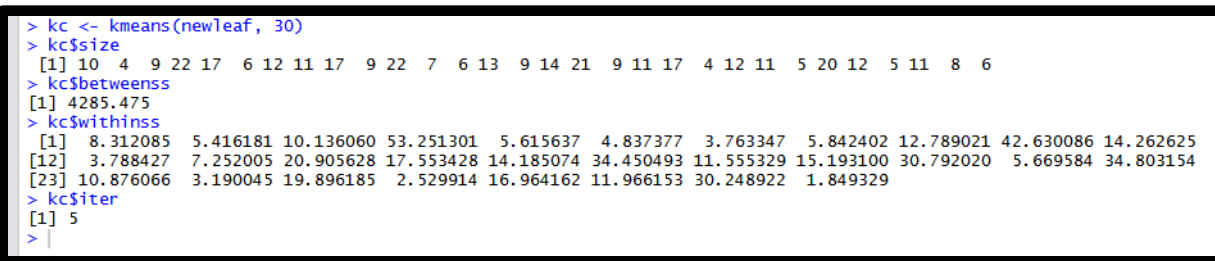 > kc <- kmeans(newleaf, 30)
> kc$size
[1] 10 4 9 22 17 6 12 11 17 9 22 7 6 13 9 14 21 9 11 17 4 12 11 5 20 12 5 11 8 6
> kc$betweenss
[1] 4285.475
> kc$withinss
[1] 8.312085 5.416181 10.136060 53.251301 5.615637 4.837377 3.763347 5.842402 12.789021 42.630086 14.262625
[12] 3.788427 7.252005 20.905628 17.553428 14.185074 34.450493 11.555329 15.193100 30.792020 5.669584 34.803154
[23] 10.876066 3.190045 19.896185 2.529914 16.964162 11.966153 30.248922 1.849329
> kc$iter
[1] 5
>